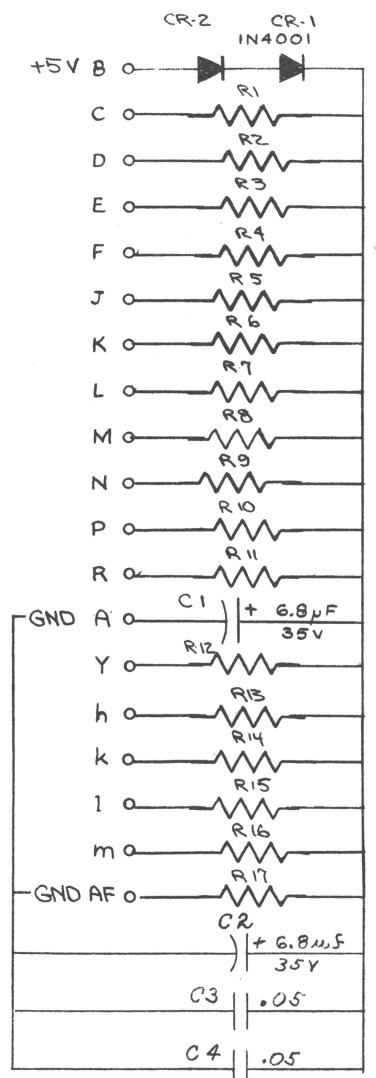 CR-2 CR-1
1N4001
+5V B
C R1
D R2
E R3
F R4
J R5
K R6
L R7
M R8
N R9
P R10
R R11
GND A C1 + 6.8µF
35V
Y R12
h R13
k R14
l R15
m R16
GND AF R17
C2
+ 6.8µf
35V
C3 .05
C4 .05